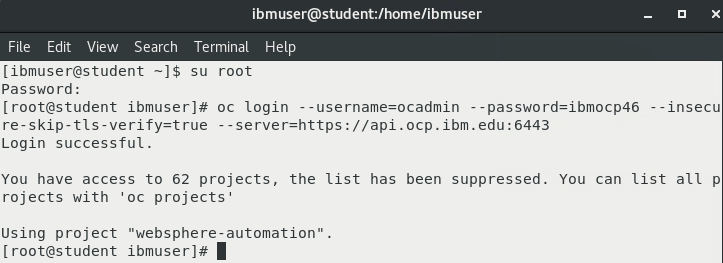 ibmuser@student:/home/ibmuser
File Edit View Search Terminal Help
[ibmuser@student ~]$ su root
Password:
[root@student ibmuser]# oc login --username=ocadmin --password=ibmocp46 --insecu
re-skip-tls-verify=true --server=https://api.ocp.ibm.edu:6443
Login successful.
You have access to 62 projects, the list has been suppressed. You can list all p
rojects with 'oc projects'
Using project "websphere-automation".
[root@student ibmuser]#